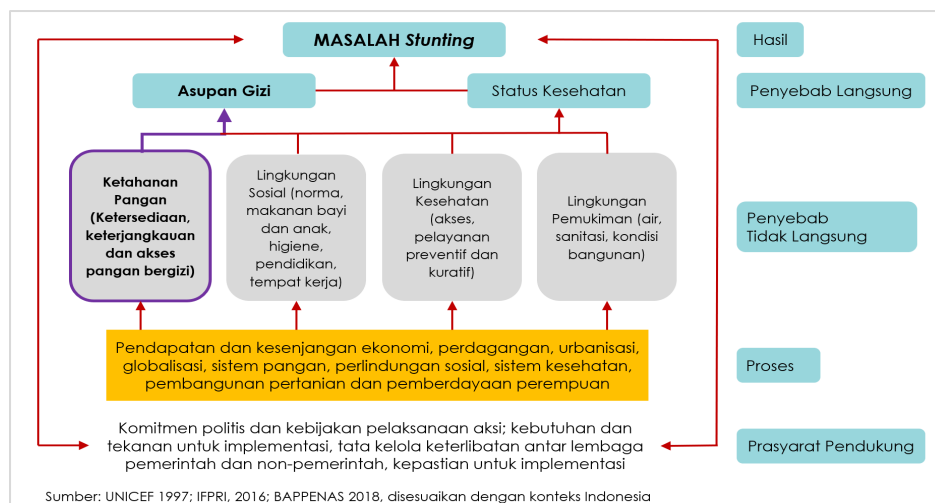 MASALAH Stunting
Hasil
Asupan Gizi
Status Kesehatan
Penyebab Langsung
Ketahanan
Pangan
(Ketersediaan,
keterjangkauan
dan akses
pangan bergizi)
Lingkungan
Sosial (norma,
makanan bayi
dan anak,
higiene,
pendidikan,
tempat kerja)
Lingkungan
Kesehatan
(akses,
pelayanan
preventif dan
kuratif)
Lingkungan
Pemukiman (air,
sanitasi, kondisi
bangunan)
Penyebab
Tidak Langsung
Pendapatan dan kesenjangan ekonomi, perdagangan, urbanisasi,
globalisasi, sistem pangan, perlindungan sosial, sistem kesehatan,
pembangunan pertanian dan pemberdayaan perempuan
Proses
Komitmen politis dan kebijakan pelaksanaan aksi; kebutuhan dan
tekanan untuk implementasi, tata kelola keterlibatan antar lembaga
pemerintah dan non-pemerintah, kepastian untuk implementasi
Prasyarat Pendukung
Sumber: UNICEF 1997; IFPRI, 2016; BAPPENAS 2018, disesuaikan dengan konteks Indonesia